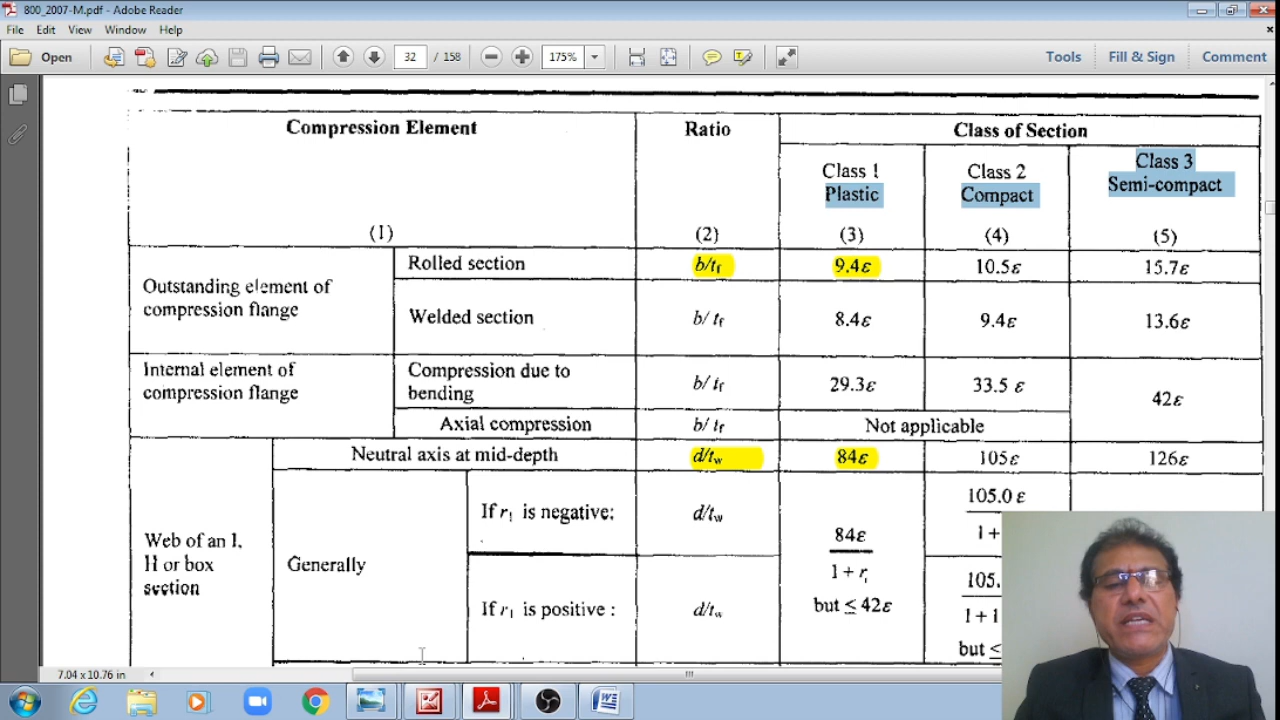 800_2007-M.pdf - Adobe Reader
File Edit View Window Help
Open 32 / 158 175% Tools Fill & Sign Comment
Compression Element Ratio Class of Section
Class 1 Class 2 Class 3
Plastic Compact Semi-compact
(1) (2) (3) (4) (5)
Rolled section b/tf 9.4ε 10.5ε 15.7ε
Outstanding element of
compression flange
Welded section b/ tf 8.4ε 9.4ε 13.6ε
Internal element of
compression flange
Compression due to
bending
b/ tf 29.3ε 33.5 ε 42ε
Axial compression b/ tf Not applicable
Neutral axis at mid-depth d/tw 84ε 105ε 126ε
Web of an I,
H or box
section
Generally
If r1 is negative: d/tw
84ε
1 + r1
but ≤ 42ε
105.0 ε
1 +
If r1 is positive : d/tw
105.
1 + 1
but ≤
7.04 x 10.76 in